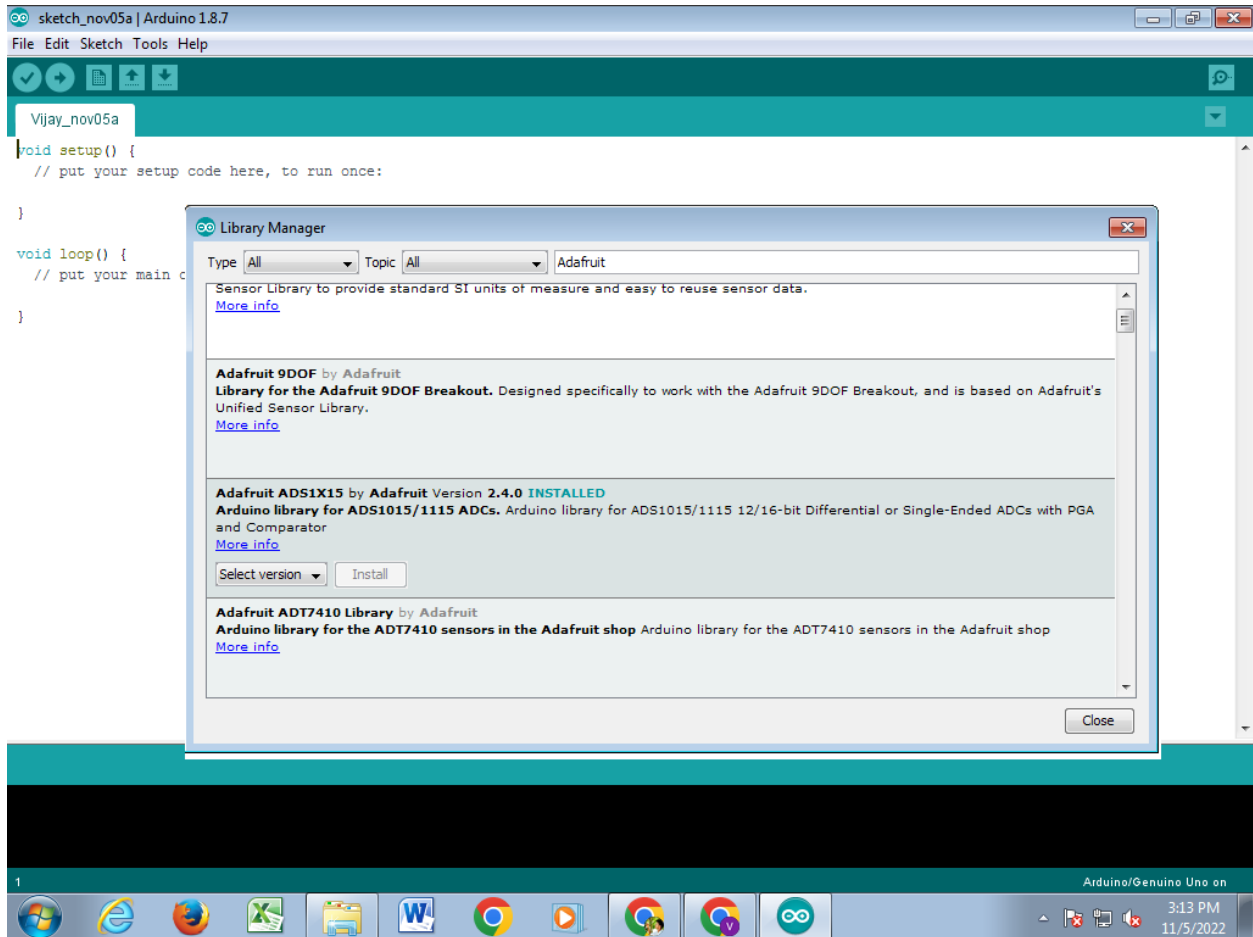 sketch_nov05a | Arduino 1.8.7
File Edit Sketch Tools Help
Vijay_nov05a
void setup() {
// put your setup code here, to run once:
}
void loop() {
// put your main c
}
Library Manager
Type All Topic All Adafruit
Sensor Library to provide standard SI units of measure and easy to reuse sensor data.
More info
Adafruit 9DOF by Adafruit
Library for the Adafruit 9DOF Breakout. Designed specifically to work with the Adafruit 9DOF Breakout, and is based on Adafruit's
Unified Sensor Library.
More info
Adafruit ADS1X15 by Adafruit Version 2.4.0 INSTALLED
Arduino library for ADS1015/1115 ADCs. Arduino library for ADS1015/1115 12/16-bit Differential or Single-Ended ADCs with PGA
and Comparator
More info
Select version Install
Adafruit ADT7410 Library by Adafruit
Arduino library for the ADT7410 sensors in the Adafruit shop Arduino library for the ADT7410 sensors in the Adafruit shop
More info
Close
1 Arduino/Genuino Uno on
3:13 PM
11/5/2022